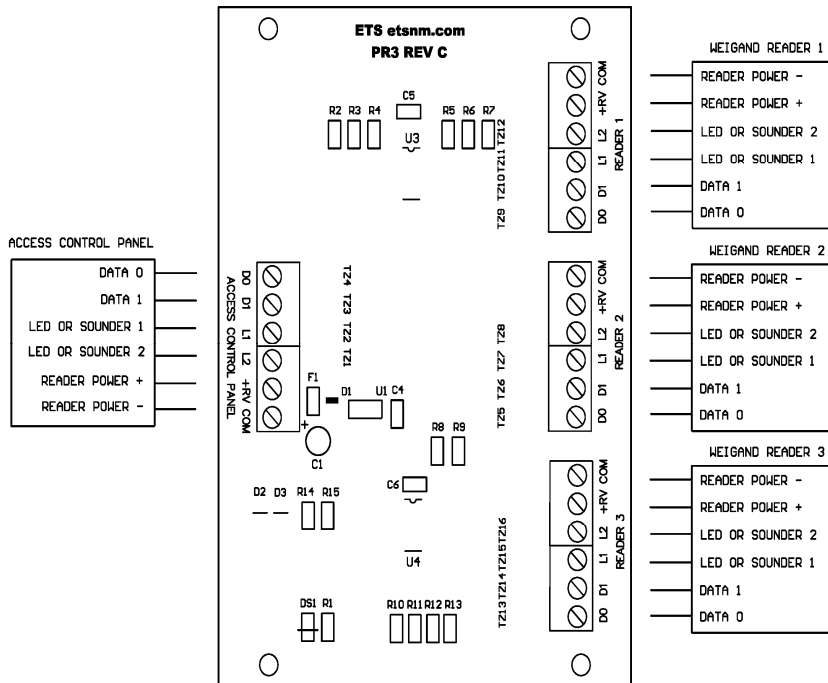 ETS etsnm.com
PR3 REV C
C5
R2 R3 R4
R5 R6 R7
U3
TZ12
TZ11
TZ10
TZ9
COM
+RV
L2
L1
D1
D0
READER 1
WEIGAND READER 1
READER POWER -
READER POWER +
LED OR SOUNDER 2
LED OR SOUNDER 1
DATA 1
DATA 0
ACCESS CONTROL PANEL
DATA 0
DATA 1
LED OR SOUNDER 1
LED OR SOUNDER 2
READER POWER +
READER POWER -
ACCESS CONTROL PANEL
D0
D1
L1
L2
+RV
COM
TZ4
TZ3
TZ2
TZ1
F1
D1
U1
C4
+
C1
R8 R9
TZ8
TZ7
TZ6
TZ5
COM
+RV
L2
L1
D1
D0
READER 2
WEIGAND READER 2
READER POWER -
READER POWER +
LED OR SOUNDER 2
LED OR SOUNDER 1
DATA 1
DATA 0
C6
D2 D3 R14 R15
U4
DS1 R1
R10 R11 R12 R13
TZ16
TZ15
TZ14
TZ13
COM
+RV
L2
L1
D1
D0
READER 3
WEIGAND READER 3
READER POWER -
READER POWER +
LED OR SOUNDER 2
LED OR SOUNDER 1
DATA 1
DATA 0